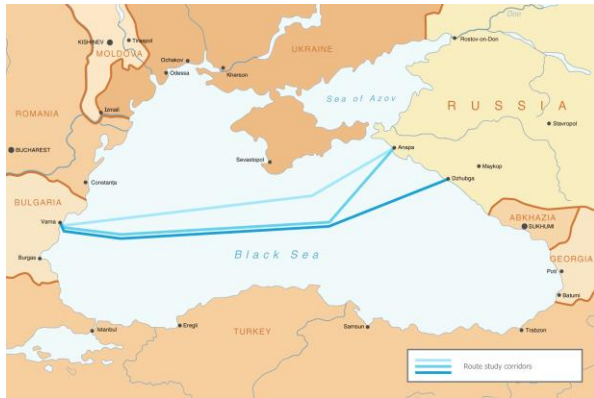 Don
KISHINEV
Tiraspol
MOLDOVA
Ochakov
Odessa
Kherson
UKRAINE
Rostov-on-Don
Sea of Azov
RUSSIA
ROMANIA
Izmail
Stavropol
BUCHAREST
Anapa
Sevastopol
Maykop
Constanța
Dzhubga
BULGARIA
Varna
ABKHAZIA
SUKHUMI
Burgas
Black Sea
GEORGIA
Poti
Batumi
Istanbul
Eregli
TURKEY
Samsun
Trabzon
Route study corridors